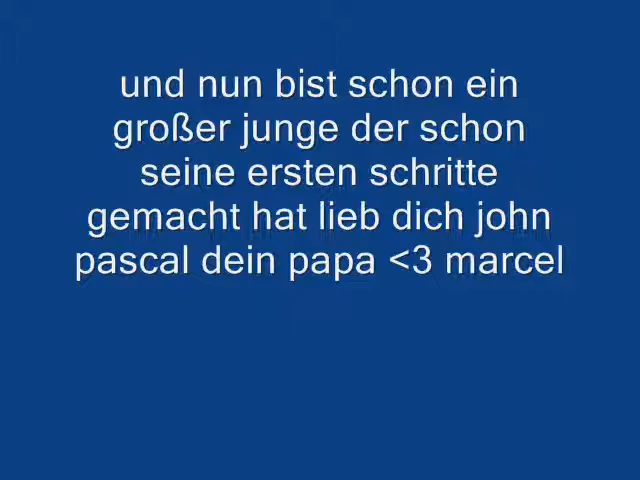 und nun bist schon ein
großer junge der schon
seine ersten schritte
gemacht hat lieb dich john
pascal dein papa <3 marcel